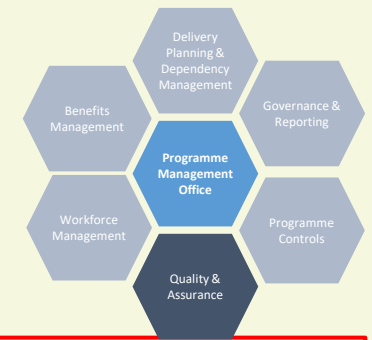 Delivery
Planning &
Dependency
Management
Benefits
Management
Governance &
Reporting
Programme
Management
Office
Workforce
Management
Programme
Controls
Quality &
Assurance